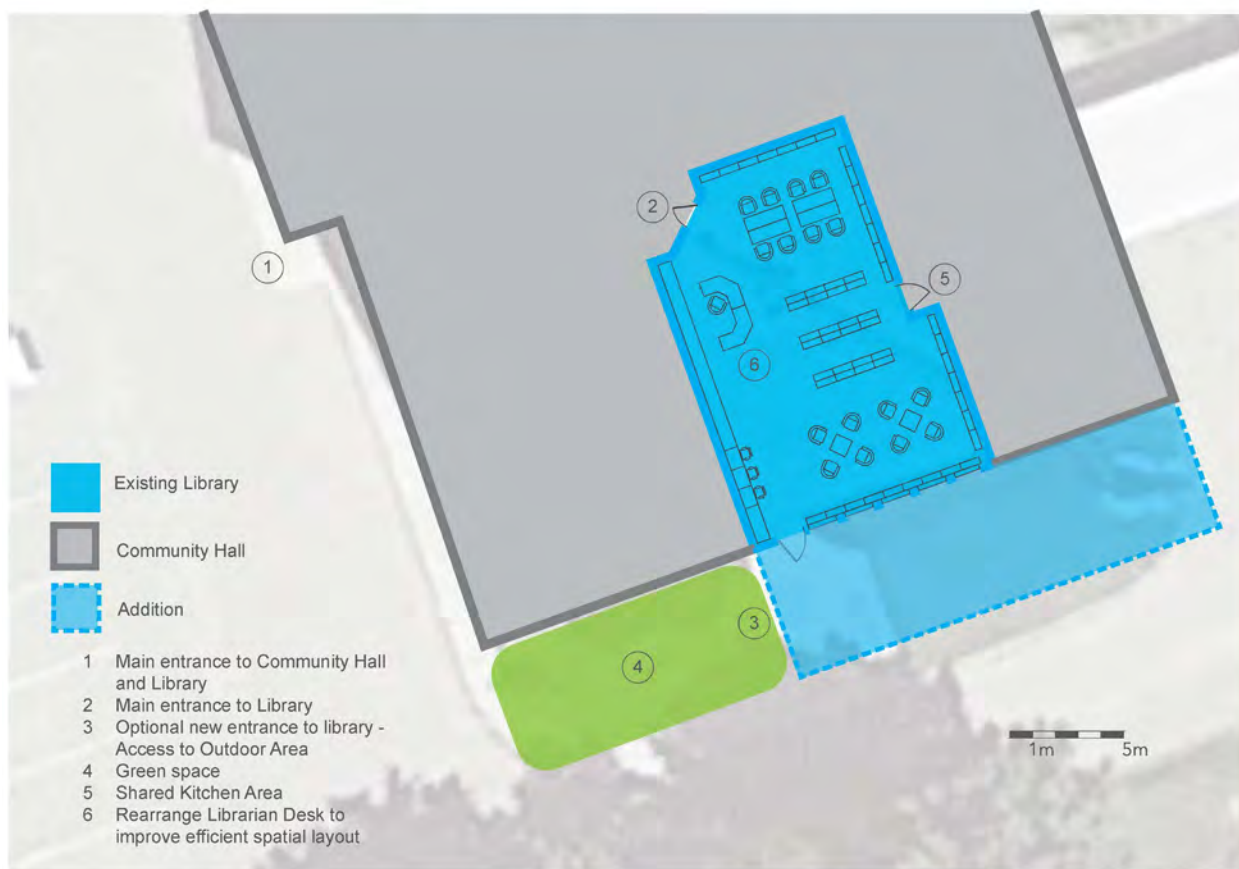 2
1
5
6
Existing Library
Community Hall
Addition
3
4
1 Main entrance to Community Hall
and Library
2 Main entrance to Library
3 Optional new entrance to library -
Access to Outdoor Area
4 Green space
5 Shared Kitchen Area
6 Rearrange Librarian Desk to
improve efficient spatial layout
1m 5m